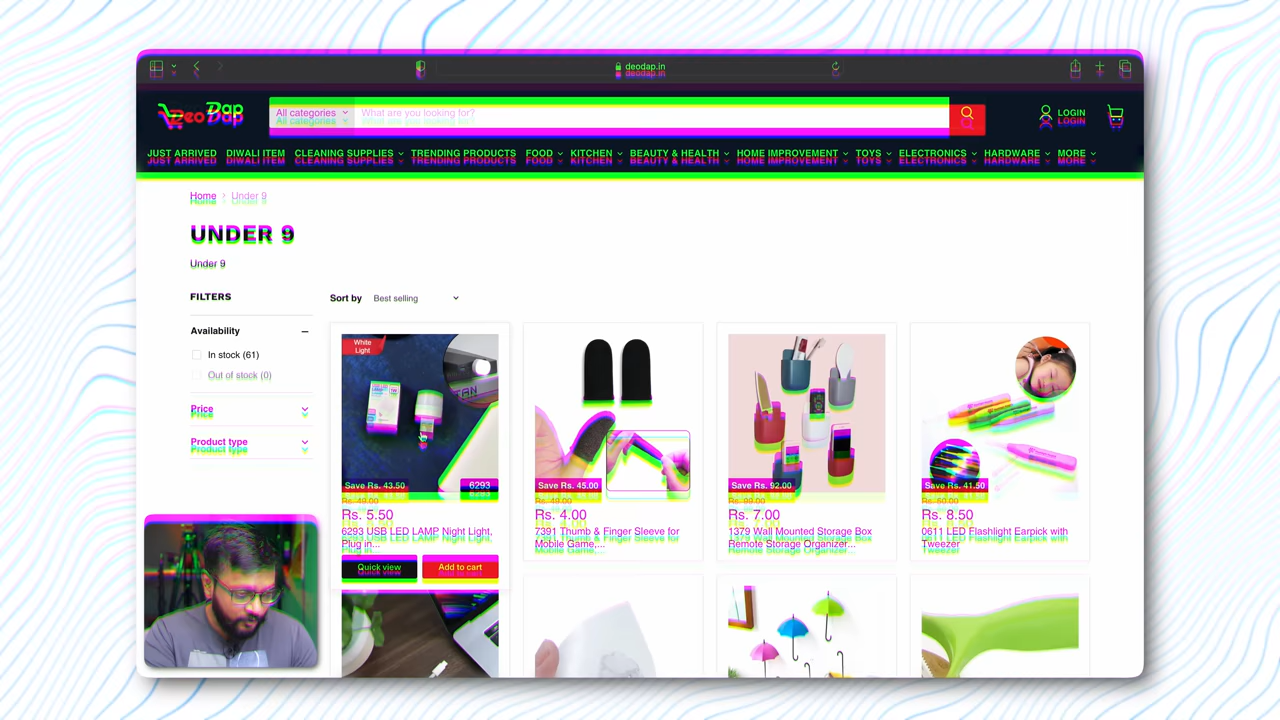 deodap.in
DeoDap
All categories
What are you looking for?
LOGIN
JUST ARRIVED DIWALI ITEM CLEANING SUPPLIES TRENDING PRODUCTS FOOD KITCHEN BEAUTY & HEALTH HOME IMPROVEMENT TOYS ELECTRONICS HARDWARE MORE
Home > Under 9
UNDER 9
Under 9
FILTERS
Sort by Best selling
Availability
In stock (61)
Out of stock (0)
Price
Product type
White
Light
Save Rs. 43.50
6293
Rs. 49.00
Rs. 5.50
6293 USB LED LAMP Night Light,
Plug in...
Quick view
Add to cart
Save Rs. 45.00
Rs. 49.00
Rs. 4.00
7391 Thumb & Finger Sleeve for
Mobile Game,...
Save Rs. 92.00
Rs. 99.00
Rs. 7.00
1379 Wall Mounted Storage Box
Remote Storage Organizer...
Save Rs. 41.50
Rs. 50.00
Rs. 8.50
0611 LED Flashlight Earpick with
Tweezer